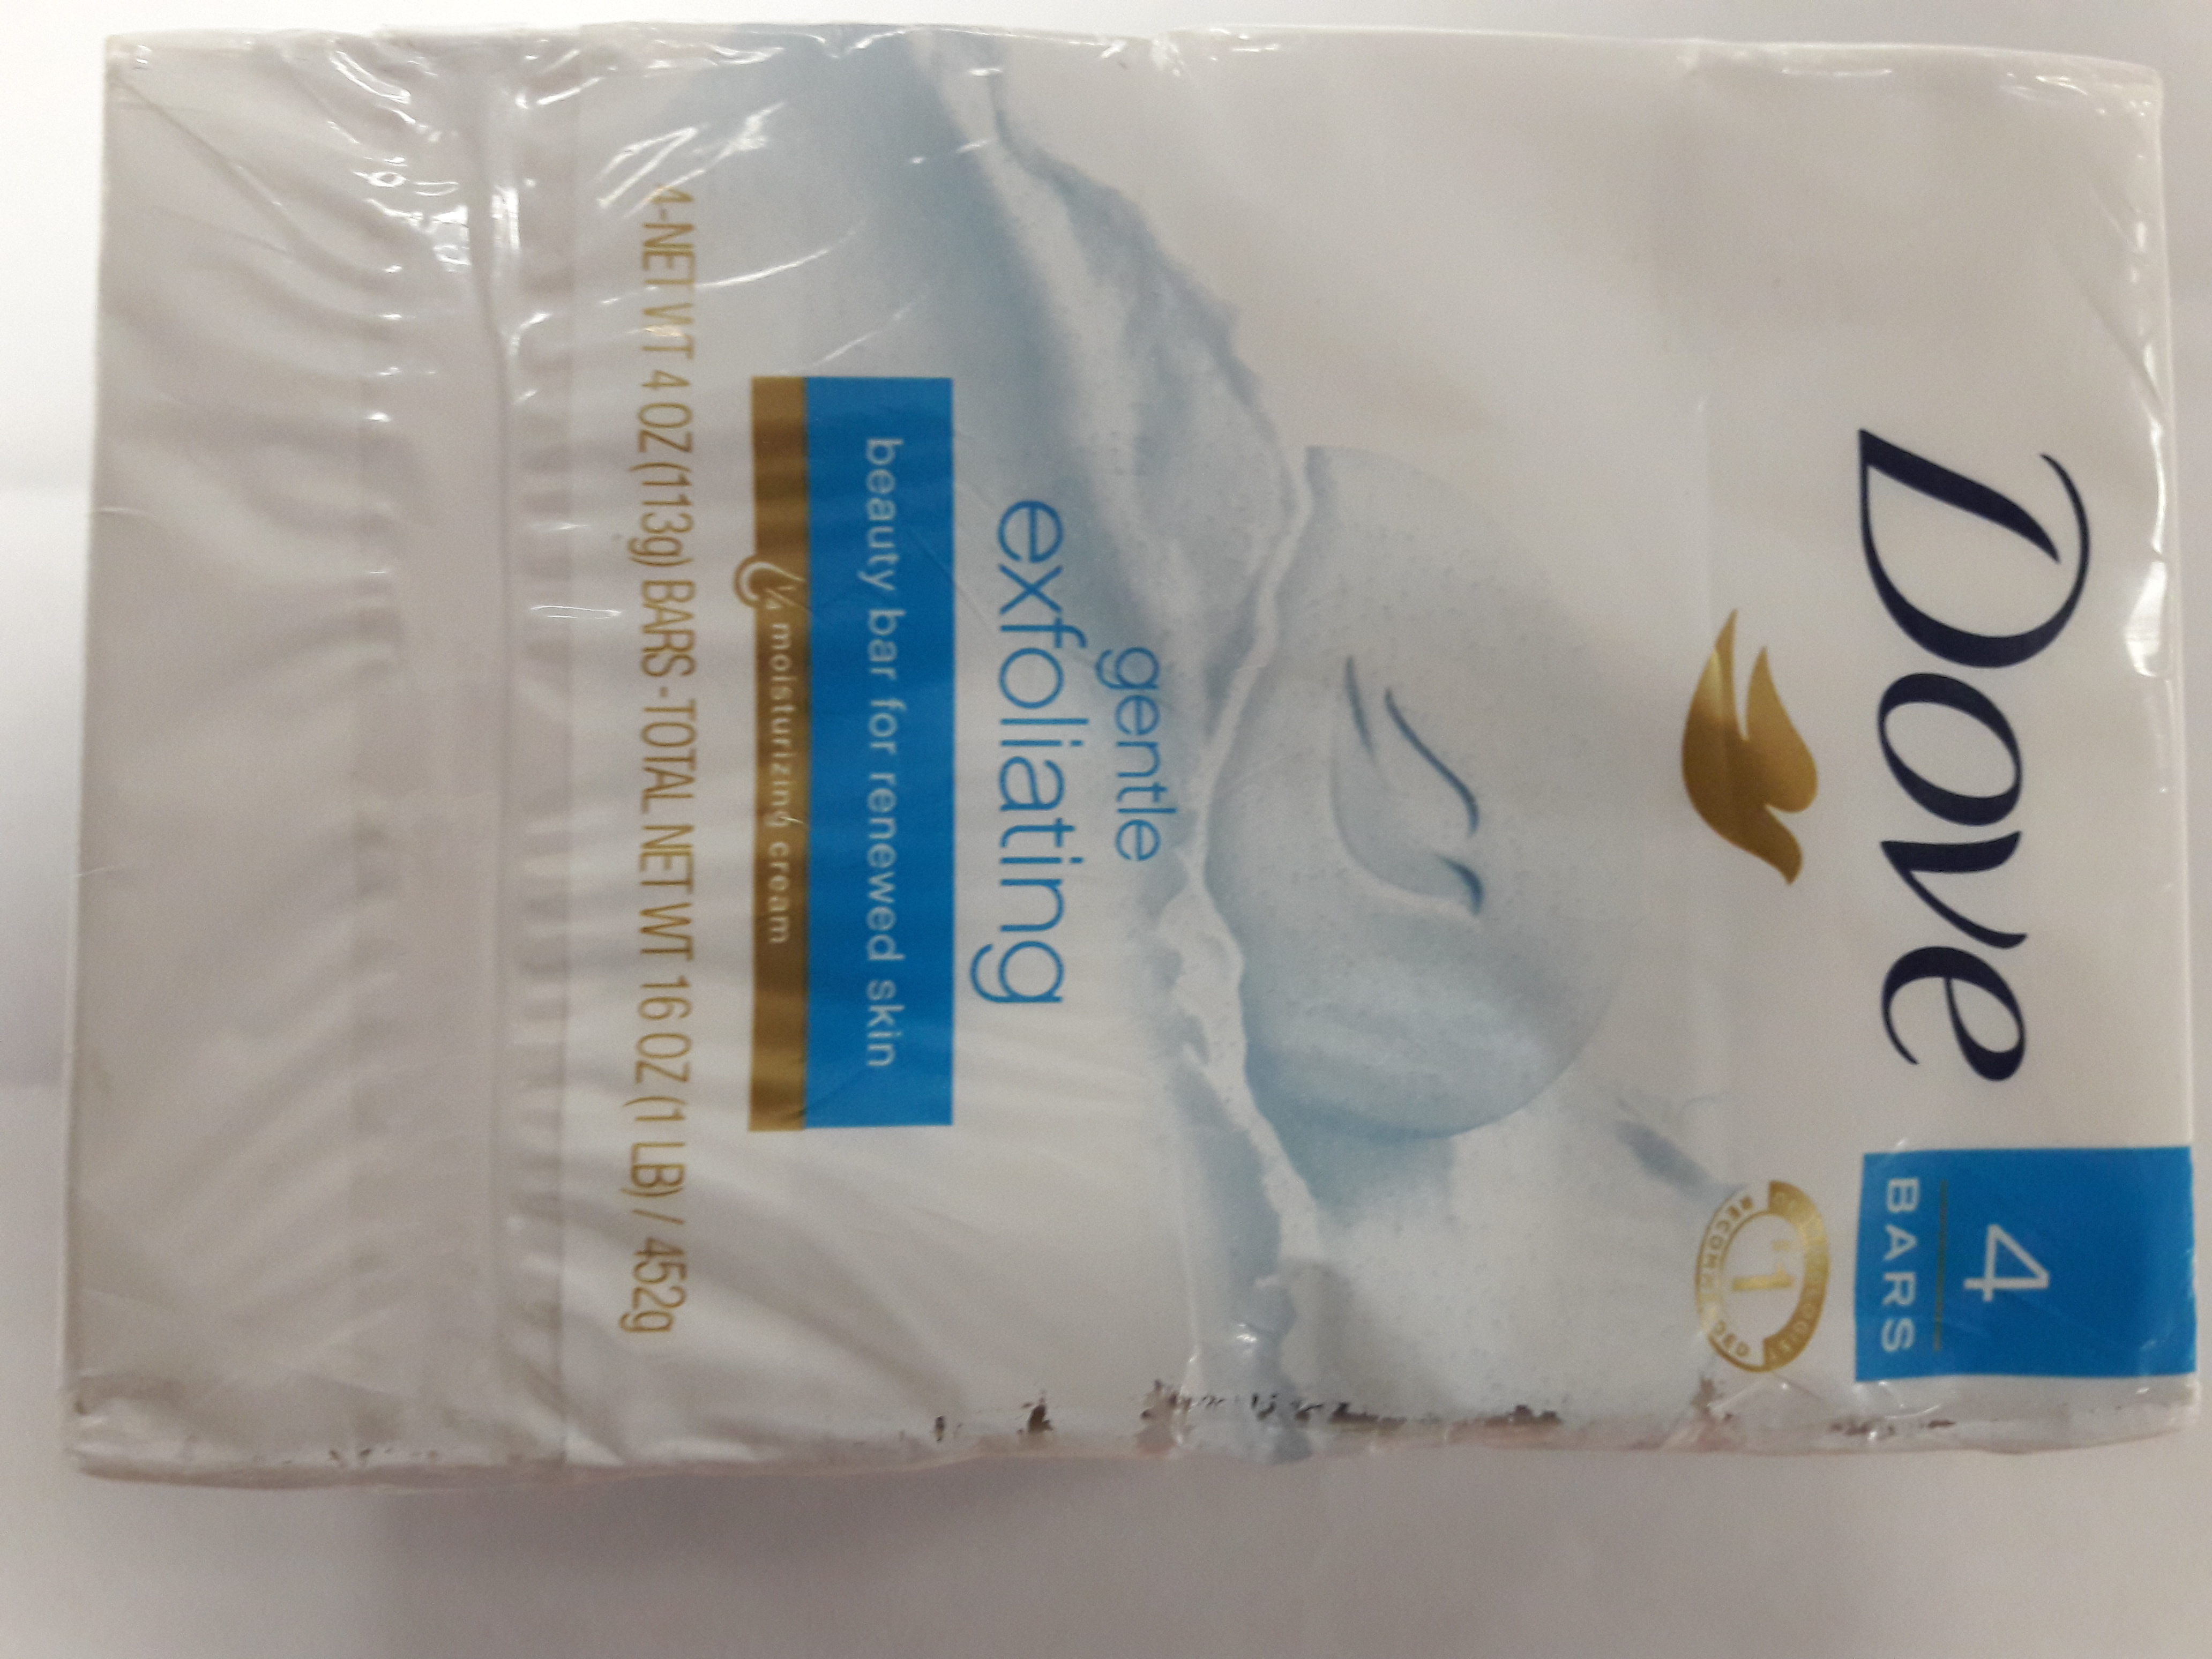 Dove
4
BARS
#1
gentle
exfoliating
beauty bar for renewed skin
1/4 moisturizing cream
4-NET WT 4 OZ (113g) BARS-TOTAL NET WT 16 OZ (1 LB) / 452g